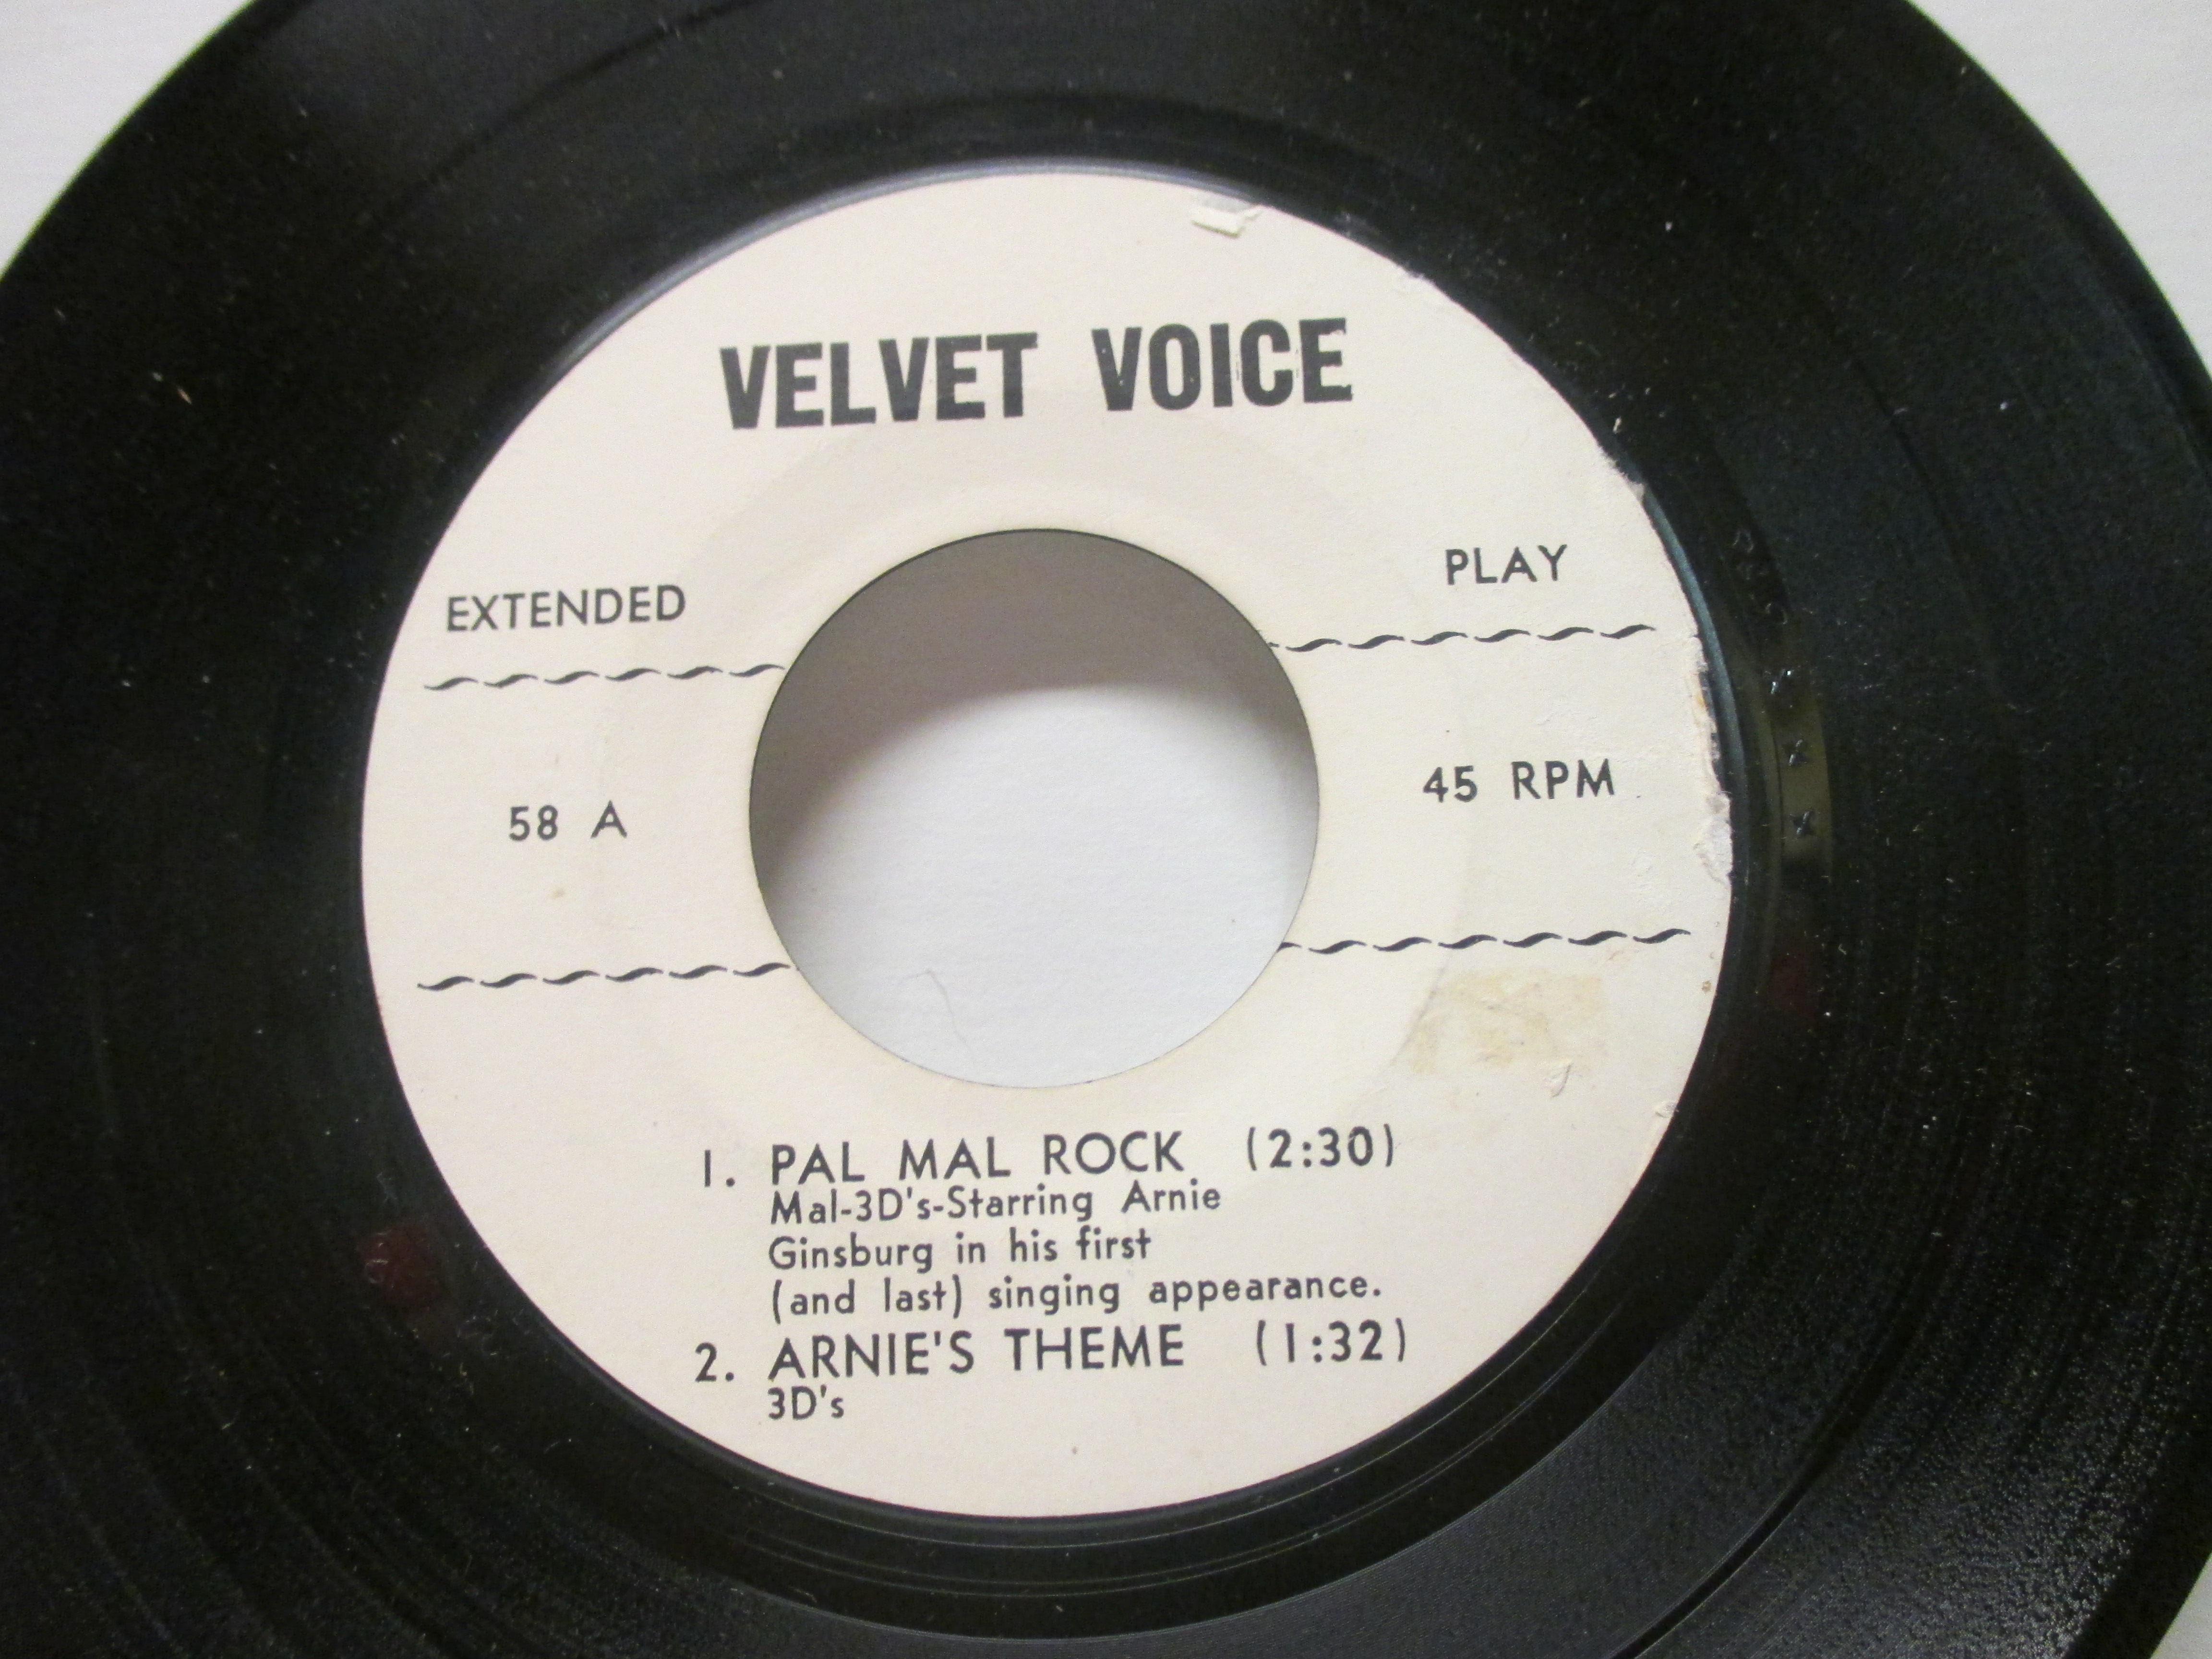 VELVET VOICE
EXTENDED PLAY
58 A 45 RPM
1. PAL MAL ROCK (2:30)
Mal-3D's-Starring Arnie
Ginsburg in his first
(and last) singing appearance.
2. ARNIE'S THEME (1:32)
3D's